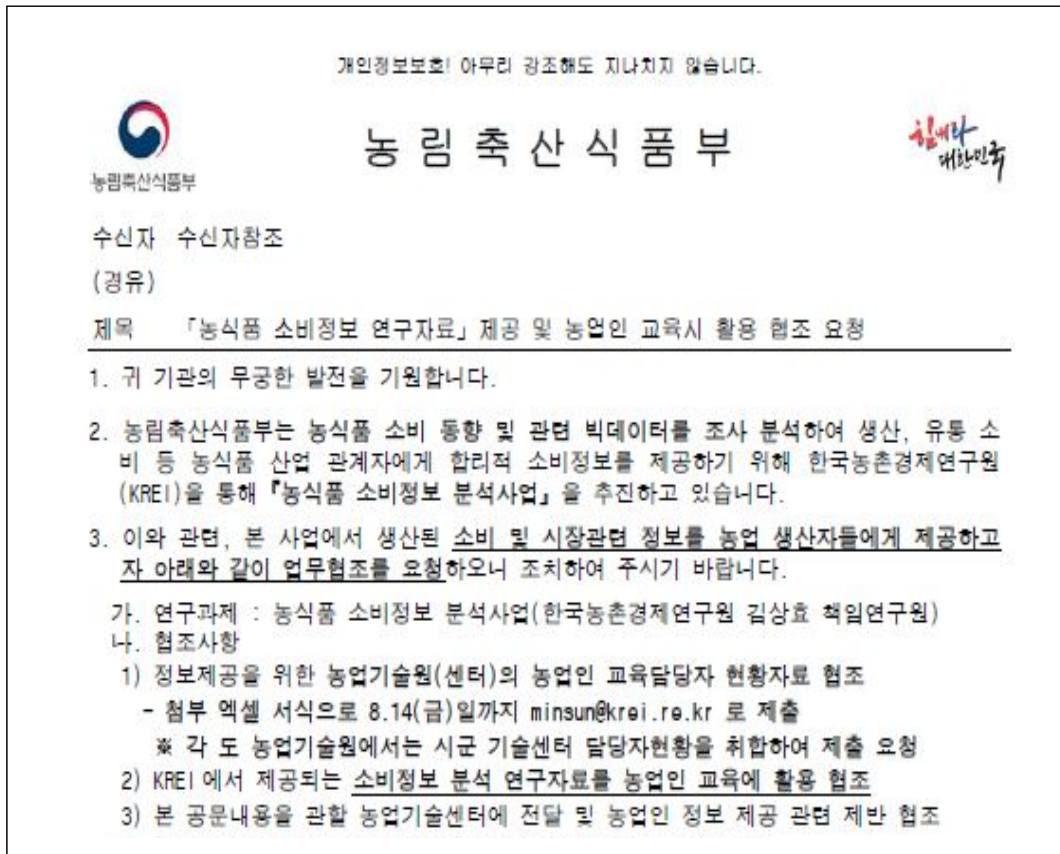 개인정보보호! 아무리 강조해도 지나치지 않습니다.
농림축산식품부
농림축산식품부
힘내라
대한민국
수신자 수신자참조
(경유)
제목 「농식품 소비정보 연구자료」 제공 및 농업인 교육시 활용 협조 요청
1. 귀 기관의 무궁한 발전을 기원합니다.
2. 농림축산식품부는 농식품 소비 동향 및 관련 빅데이터를 조사 분석하여 생산, 유통 소
비 등 농식품 산업 관계자에게 합리적 소비정보를 제공하기 위해 한국농촌경제연구원
(KREI)을 통해 『농식품 소비정보 분석사업』을 추진하고 있습니다.
3. 이와 관련, 본 사업에서 생산된 소비 및 시장관련 정보를 농업 생산자들에게 제공하고
자 아래와 같이 업무협조를 요청하오니 조치하여 주시기 바랍니다.
가. 연구과제 : 농식품 소비정보 분석사업(한국농촌경제연구원 김상효 책임연구원)
나. 협조사항
1) 정보제공을 위한 농업기술원(센터)의 농업인 교육담당자 현황자료 협조
- 첨부 엑셀 서식으로 8.14(금)일까지 minsun@krei.re.kr 로 제출
※ 각 도 농업기술원에서는 시군 기술센터 담당자현황을 취합하여 제출 요청
2) KREI에서 제공되는 소비정보 분석 연구자료를 농업인 교육에 활용 협조
3) 본 공문내용을 관할 농업기술센터에 전달 및 농업인 정보 제공 관련 제반 협조